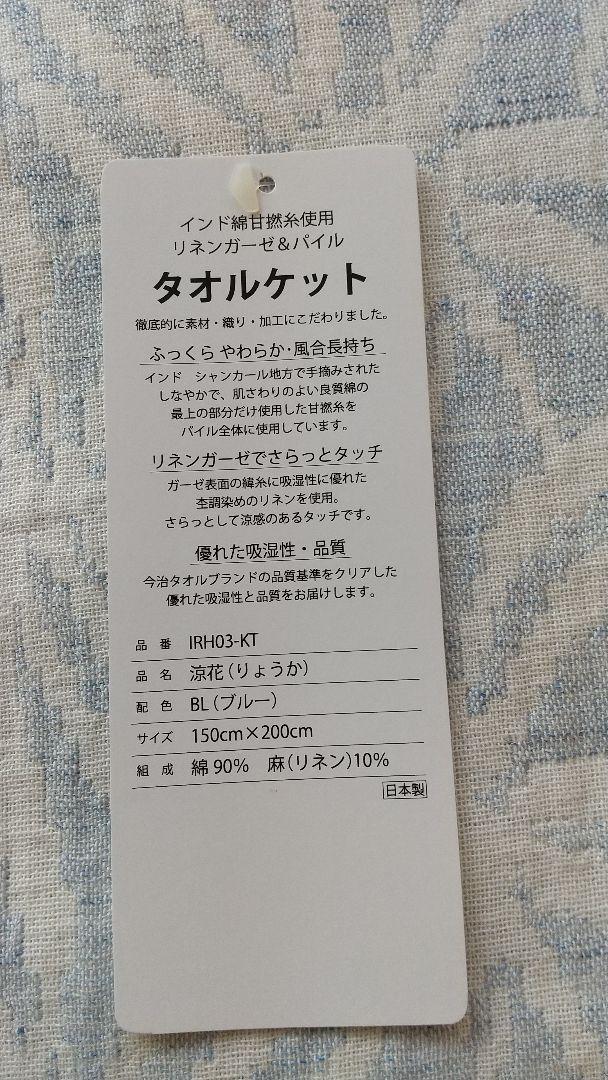 インド綿甘撚糸使用
リネンガーゼ＆パイル
タオルケット
徹底的に素材・織り・加工にこだわりました。
ふっくら やわらか・風合長持ち
インド　シャンカール地方で手摘みされた
しなやかで、肌さわりのよい良質綿の
最上の部分だけ使用した甘撚糸を
パイル全体に使用しています。
リネンガーゼでさらっとタッチ
ガーゼ表面の緯糸に吸湿性に優れた
杢調染めのリネンを使用。
さらっとして涼感のあるタッチです。
優れた吸湿性・品質
今治タオルブランドの品質基準をクリアした
優れた吸湿性と品質をお届けします。
品　番　IRH03-KT
品　名　涼花（りょうか）
配　色　BL（ブルー）
サイズ　150cm×200cm
組　成　綿 90%　麻（リネン）10%
日本製